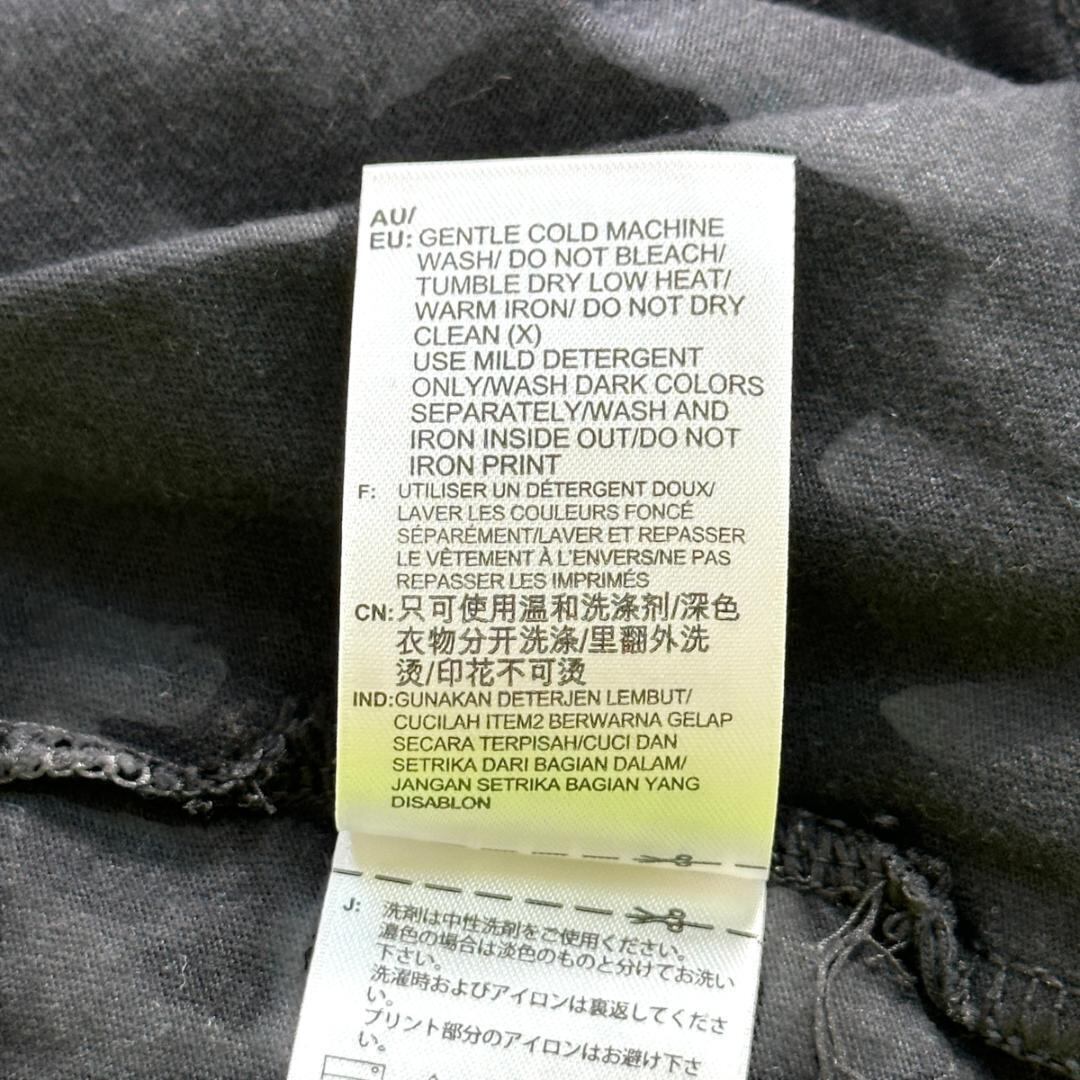 AU/
EU: GENTLE COLD MACHINE
WASH/ DO NOT BLEACH/
TUMBLE DRY LOW HEAT/
WARM IRON/ DO NOT DRY
CLEAN (X)
USE MILD DETERGENT
ONLY/WASH DARK COLORS
SEPARATELY/WASH AND
IRON INSIDE OUT/DO NOT
IRON PRINT
F: UTILISER UN DÉTERGENT DOUX/
LAVER LES COULEURS FONCÉ
SÉPARÉMENT/LAVER ET REPASSER
LE VÊTEMENT À L'ENVERS/NE PAS
REPASSER LES IMPRIMÉS
CN: 只可使用温和洗涤剂/深色
衣物分开洗涤/里翻外洗
烫/印花不可烫
IND: GUNAKAN DETERJEN LEMBUT/
CUCILAH ITEM2 BERWARNA GELAP
SECARA TERPISAH/CUCI DAN
SETRIKA DARI BAGIAN DALAM/
JANGAN SETRIKA BAGIAN YANG
DISABLON
J: 洗剤は中性洗剤をご使用ください。
濃色の場合は淡色のものと分けてお洗い
下さい。
洗濯時およびアイロンは裏返してくださ
い。
プリント部分のアイロンはお避け下さ
い。